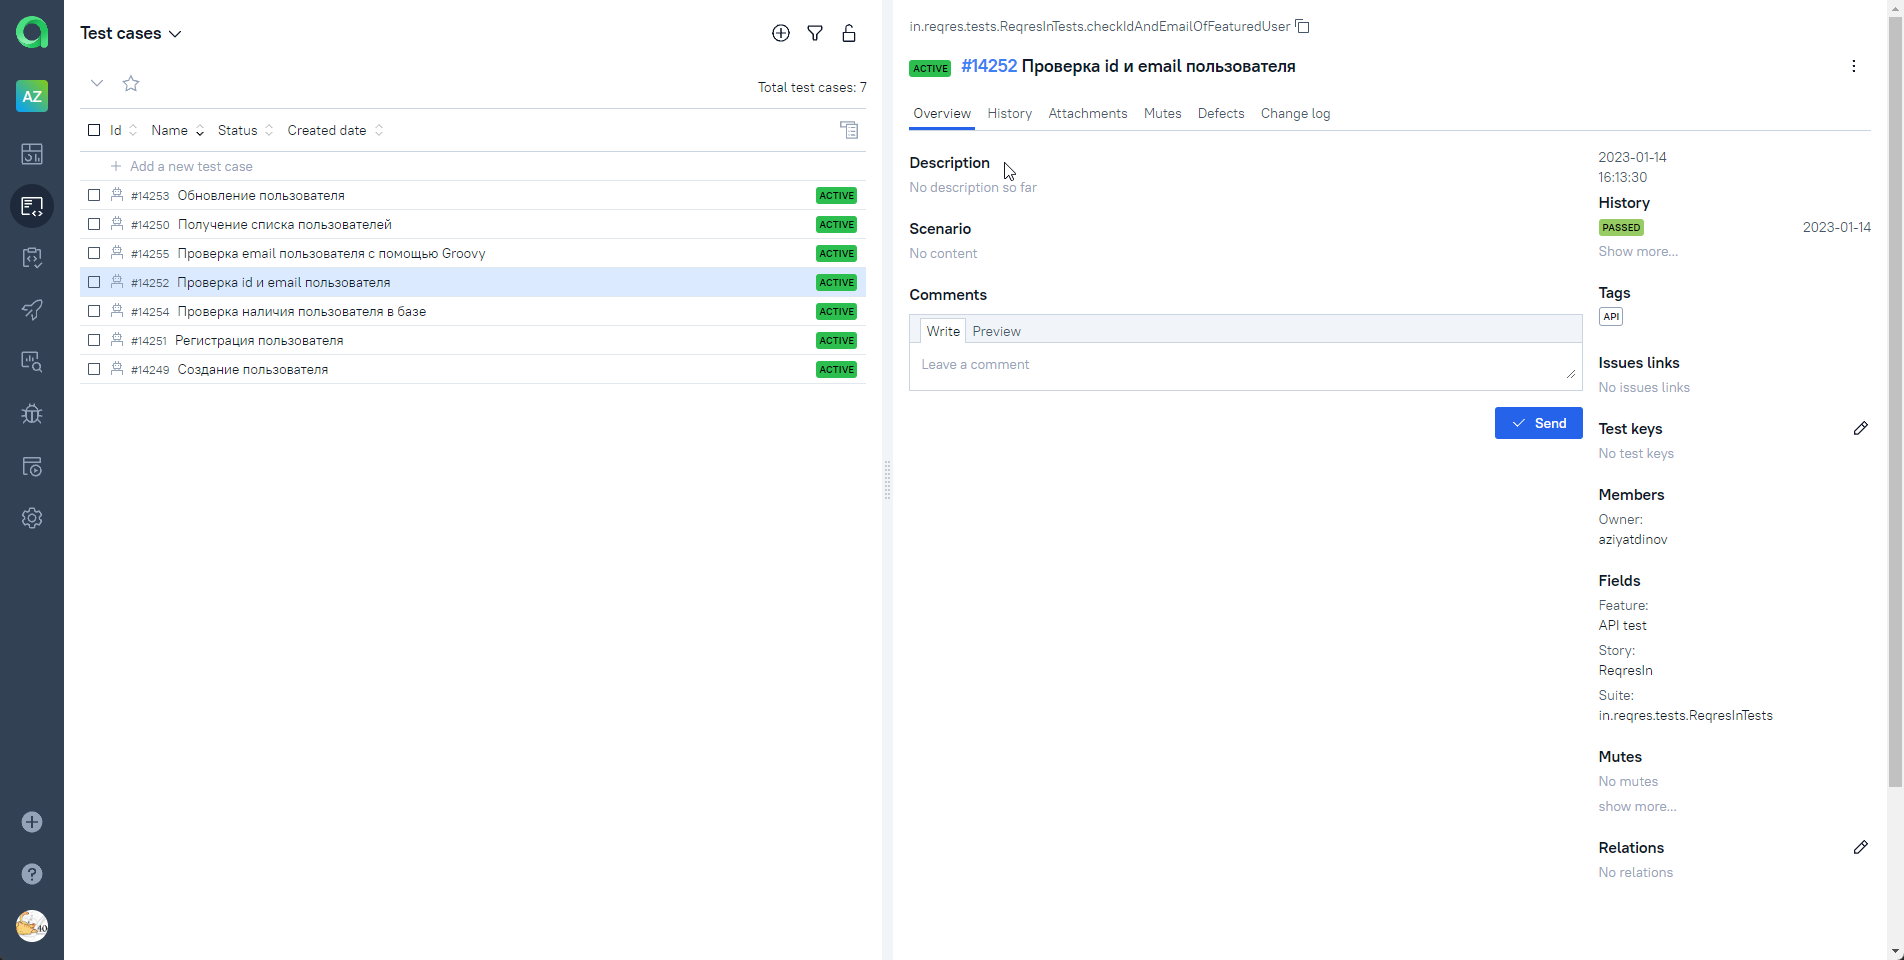 Test cases
AZ
Total test cases: 7
Id Name Status Created date
Add a new test case
#14253 Обновление пользователя ACTIVE
#14250 Получение списка пользователей ACTIVE
#14255 Проверка email пользователя с помощью Groovy ACTIVE
#14252 Проверка id и email пользователя ACTIVE
#14254 Проверка наличия пользователя в базе ACTIVE
#14251 Регистрация пользователя ACTIVE
#14249 Создание пользователя ACTIVE
in.reqres.tests.ReqresInTests.checkIdAndEmailOfFeaturedUser
ACTIVE #14252 Проверка id и email пользователя
Overview History Attachments Mutes Defects Change log
Description
No description so far
Scenario
No content
Comments
Write Preview
Leave a comment
Send
2023-01-14
16:13:30
History
PASSED 2023-01-14
Show more...
Tags
API
Issues links
No issues links
Test keys
No test keys
Members
Owner:
aziyatdinov
Fields
Feature:
API test
Story:
ReqresIn
Suite:
in.reqres.tests.ReqresInTests
Mutes
No mutes
show more...
Relations
No relations